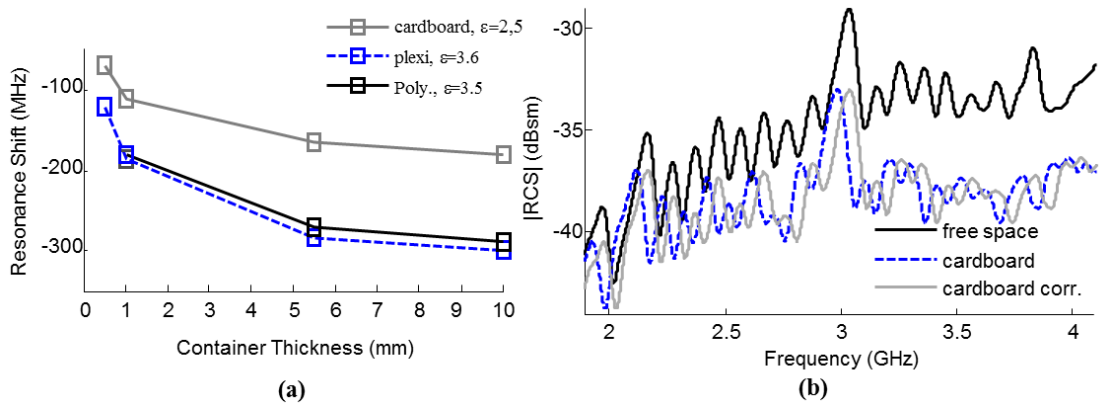 cardboard, ε=2,5
plexi, ε=3.6
Poly., ε=3.5
-100
-200
-300
Resonance Shift (MHz)
0 1 2 3 4 5 6 7 8 9 10
Container Thickness (mm)
(a)
-30
-35
-40
|RCS| (dBsm)
free space
cardboard
cardboard corr.
2 2.5 3 3.5 4
Frequency (GHz)
(b)